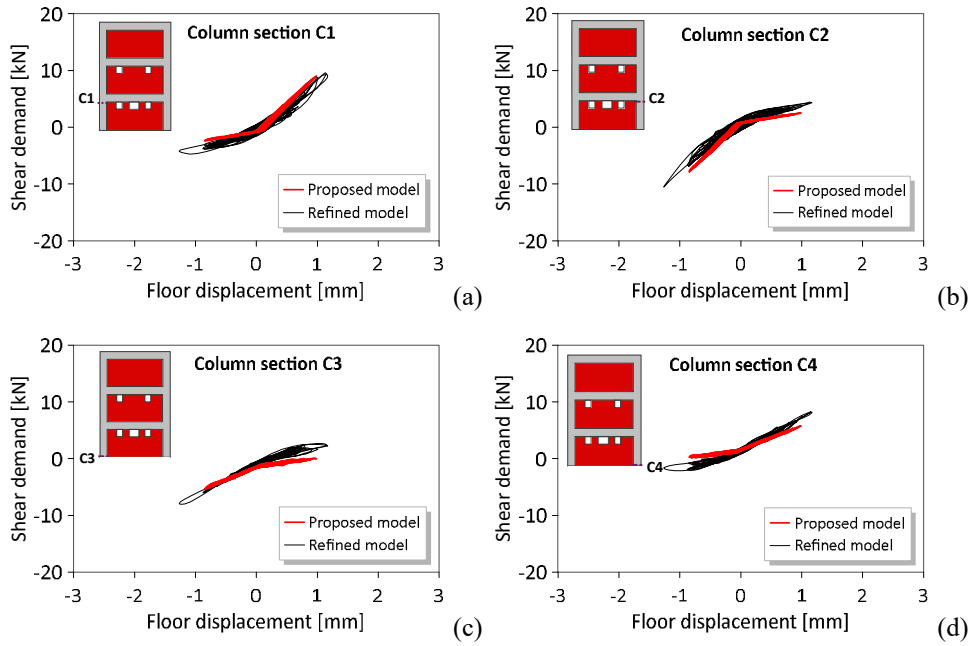 Column section C1
Shear demand [kN]
20
10
0
-10
-20
C1
Proposed model
Refined model
-3 -2 -1 0 1 2 3
Floor displacement [mm]
(a)
Column section C2
Shear demand [kN]
20
10
0
-10
-20
C2
Proposed model
Refined model
-3 -2 -1 0 1 2 3
Floor displacement [mm]
(b)
Column section C3
Shear demand [kN]
20
10
0
-10
-20
C3
Proposed model
Refined model
-3 -2 -1 0 1 2 3
Floor displacement [mm]
(c)
Column section C4
Shear demand [kN]
20
10
0
-10
-20
C4
Proposed model
Refined model
-3 -2 -1 0 1 2 3
Floor displacement [mm]
(d)